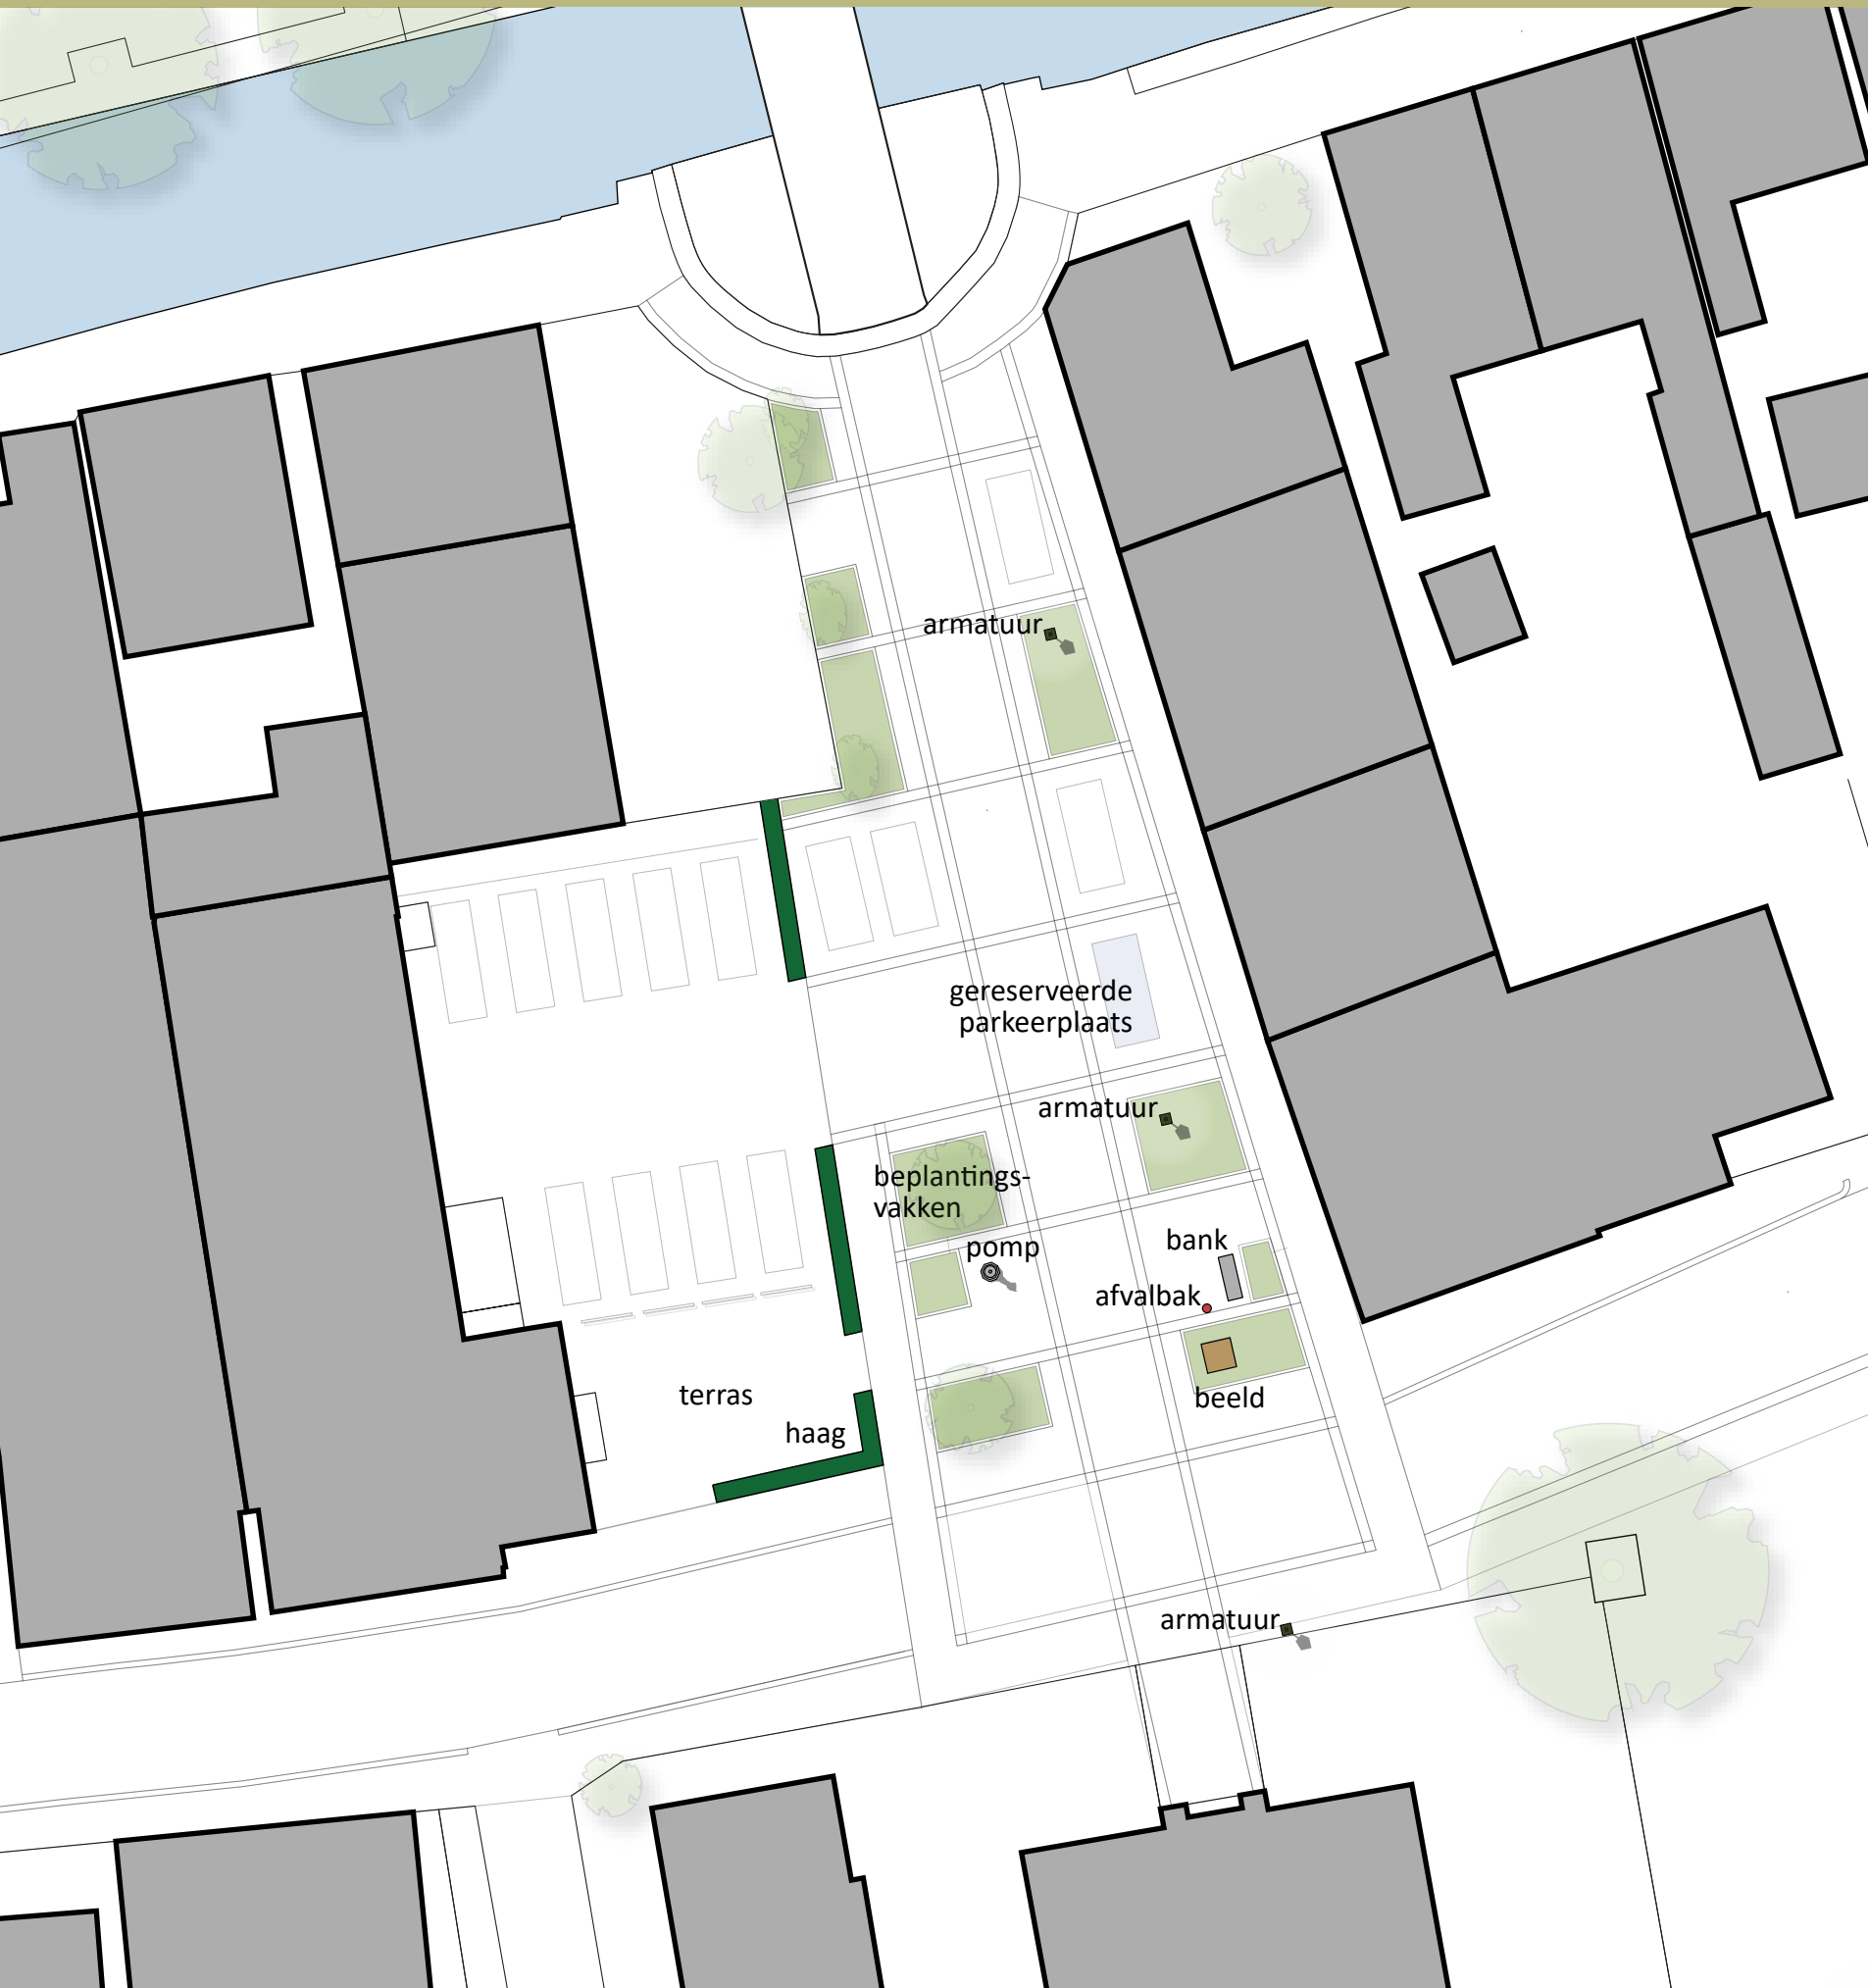 armatuur
gereserveerde
parkeerplaats
armatuur
beplantings-
vakken
pomp
bank
afvalbak
terras
beeld
haag
armatuur